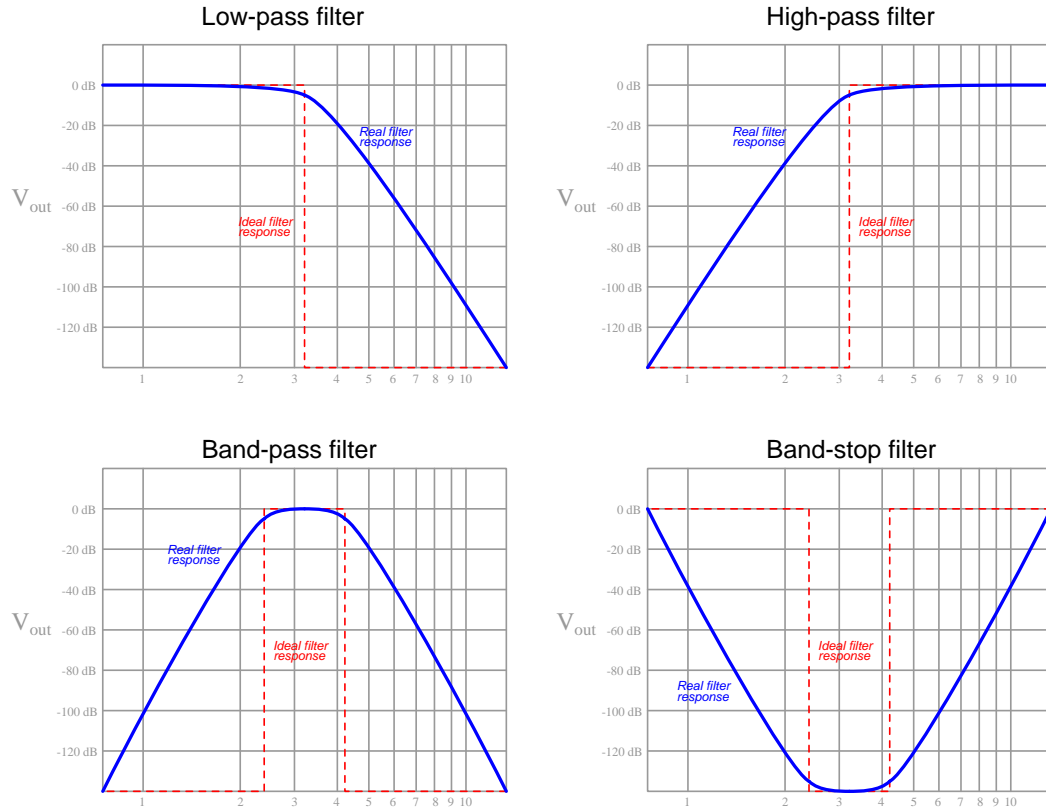 Low-pass filter
0 dB
-20 dB
-40 dB
-60 dB
-80 dB
-100 dB
-120 dB
Vout
Real filter
response
Ideal filter
response
1 2 3 4 5 6 7 8 9 10
High-pass filter
0 dB
-20 dB
-40 dB
-60 dB
-80 dB
-100 dB
-120 dB
Vout
Real filter
response
Ideal filter
response
1 2 3 4 5 6 7 8 9 10
Band-pass filter
0 dB
-20 dB
-40 dB
-60 dB
-80 dB
-100 dB
-120 dB
Vout
Real filter
response
Ideal filter
response
1 2 3 4 5 6 7 8 9 10
Band-stop filter
0 dB
-20 dB
-40 dB
-60 dB
-80 dB
-100 dB
-120 dB
Vout
Ideal filter
response
Real filter
response
1 2 3 4 5 6 7 8 9 10